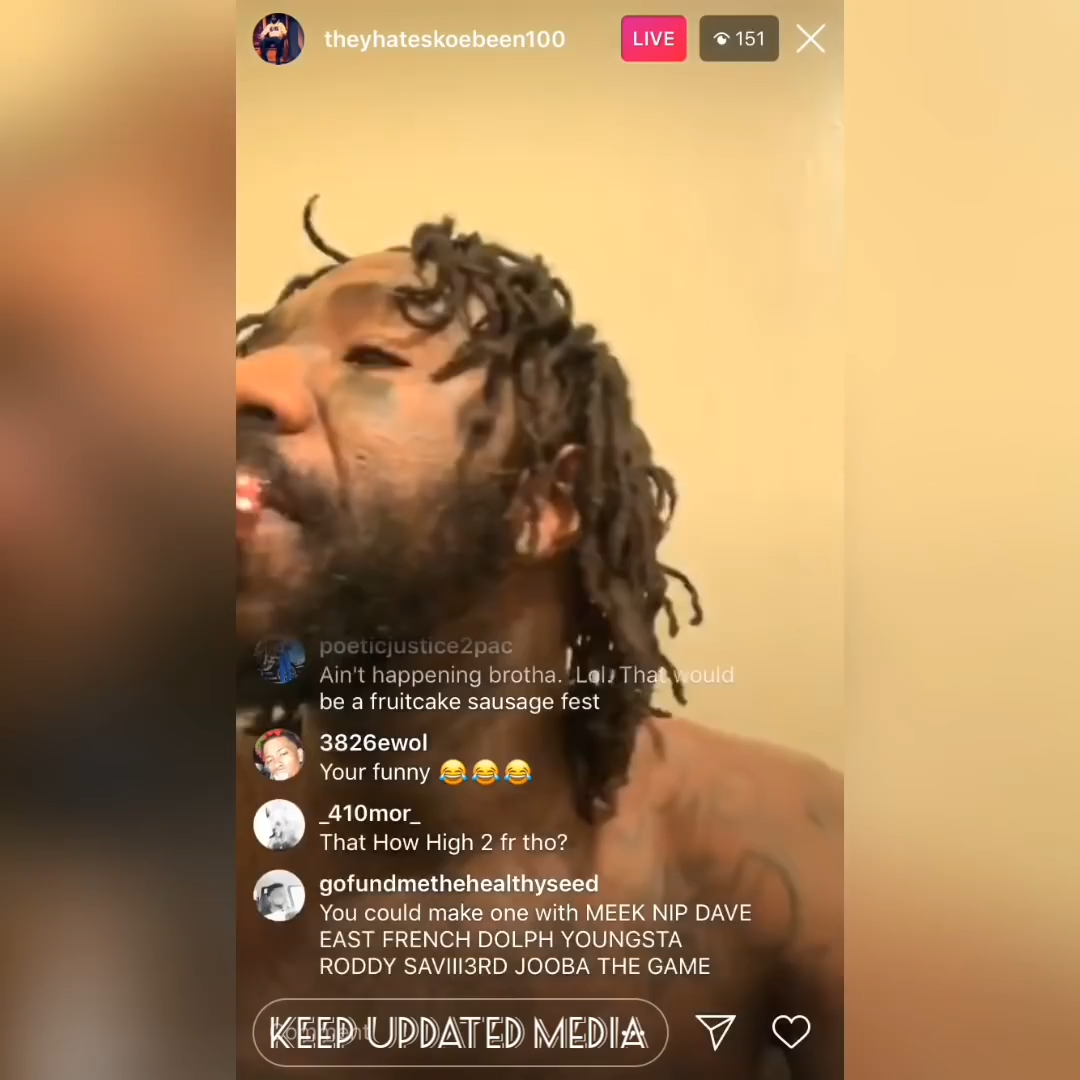 theyhateskoebeen100
LIVE
151
poeticjustice2pac
Ain't happening brotha. Lol. That would
be a fruitcake sausage fest
3826ewol
Your funny 😂😂😂
_410mor_
That How High 2 fr tho?
gofundmethehealthyseed
You could make one with MEEK NIP DAVE
EAST FRENCH DOLPH YOUNGSTA
RODDY SAVIII3RD JOOBA THE GAME
Comment
KEEP UPDATED MEDIA